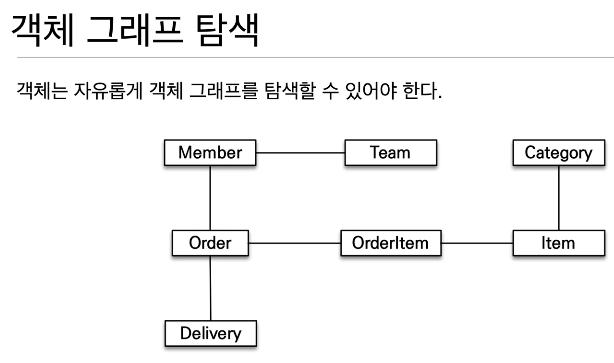 객체 그래프 탐색
객체는 자유롭게 객체 그래프를 탐색할 수 있어야 한다.
Member Team Category
Order OrderItem Item
Delivery